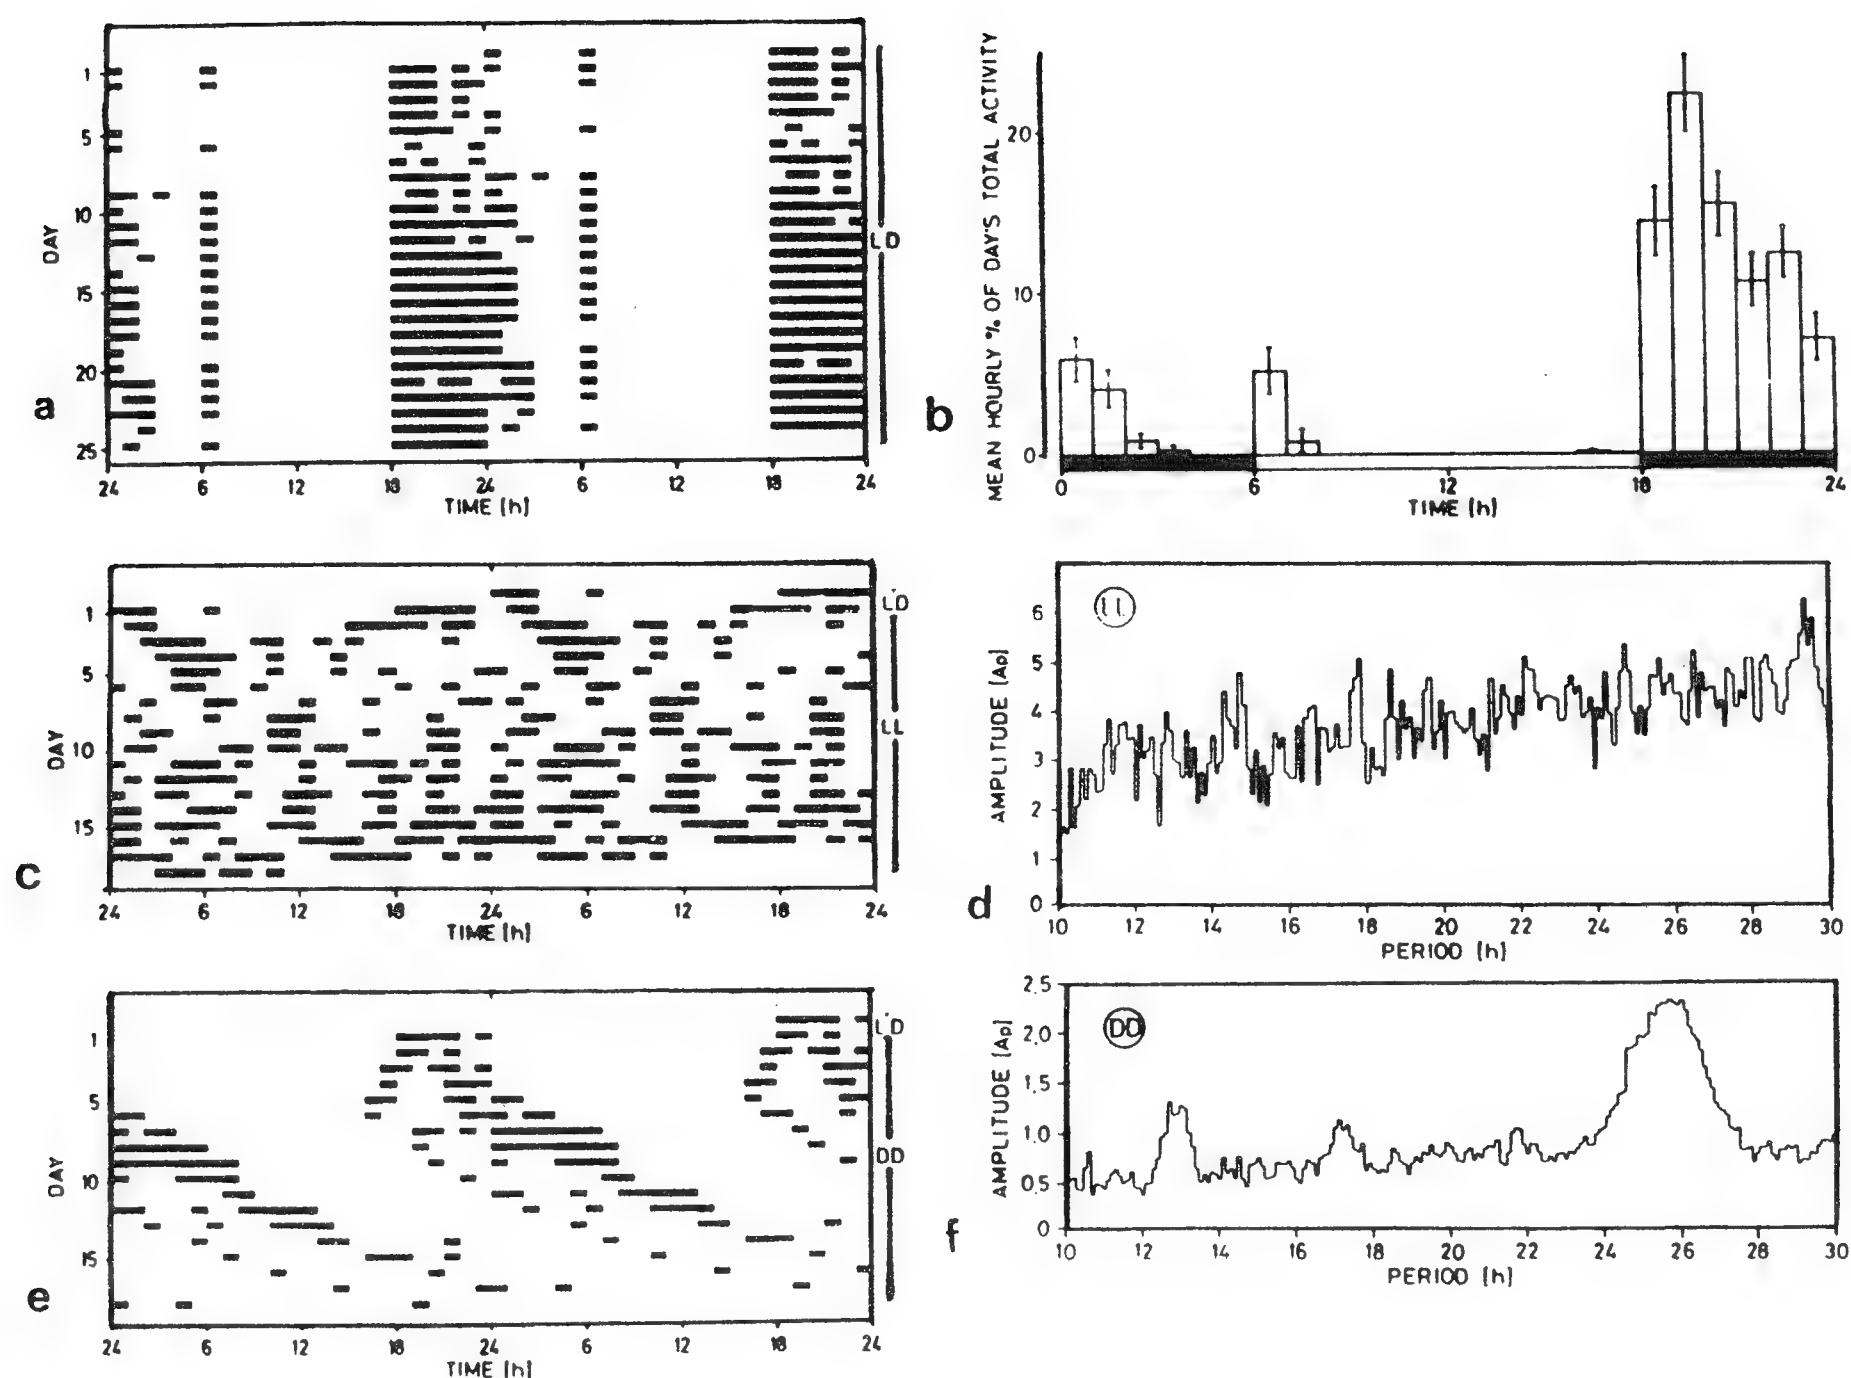 a
DAY
1
5
10
15
20
25
24 6 12 18 24 6 12 18 24
TIME [h]
LD
b
MEAN HOURLY % OF DAY'S TOTAL ACTIVITY
20
10
0
0 6 12 18 24
TIME [h]
c
DAY
1
5
10
15
24 6 12 18 24 6 12 18 24
TIME [h]
LD
LL
d
AMPLITUDE [Ap]
LL
6
5
4
3
2
1
0
10 12 14 16 18 20 22 24 26 28 30
PERIOD [h]
e
DAY
1
5
10
15
24 6 12 18 24 6 12 18 24
TIME [h]
LD
DD
f
AMPLITUDE [Ap]
DD
2.5
2.0
1.5
1.0
0.5
0
10 12 14 16 18 20 22 24 26 28 30
PERIOD [h]